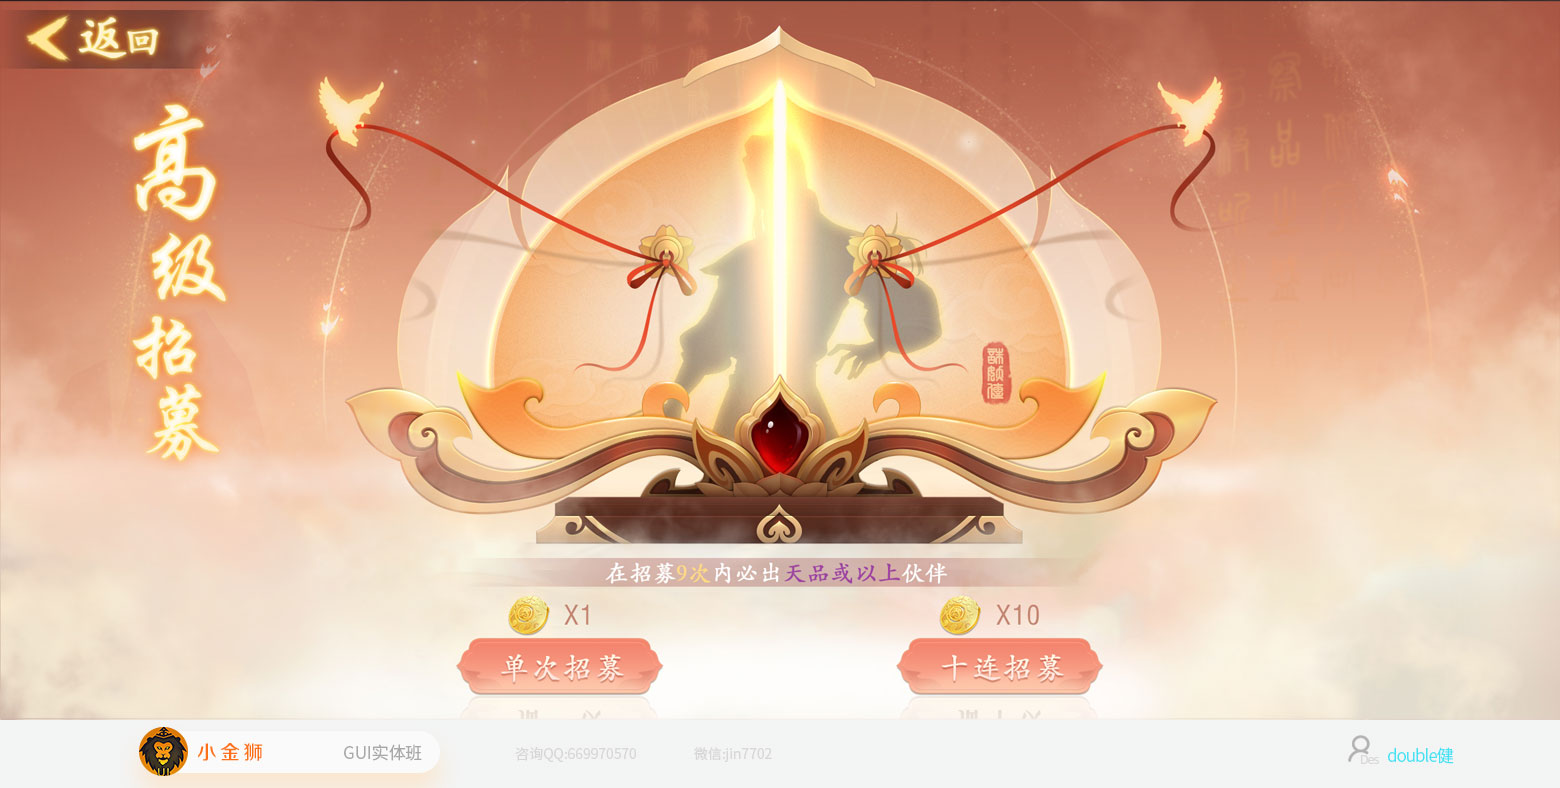 返回
高级招募
在招募9次内必出天品或以上伙伴
X1
X10
单次招募
十连招募
小金狮
GUI实体班
咨询QQ:669970570
微信:jin7702
Des
double健